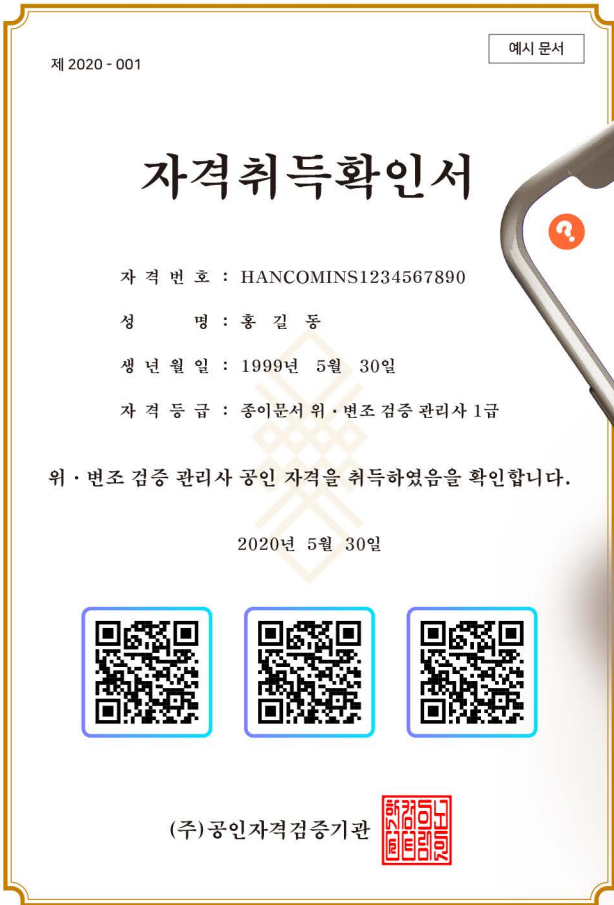 예시 문서
제 2020 - 001
자격취득확인서
자 격 번 호 : HANCOMINS1234567890
성 명 : 홍 길 동
생 년 월 일 : 1999년 5월 30일
자 격 등 급 : 종이문서 위・변조 검증 관리사 1급
위・변조 검증 관리사 공인 자격을 취득하였음을 확인합니다.
2020년 5월 30일
(주)공인자격검증기관